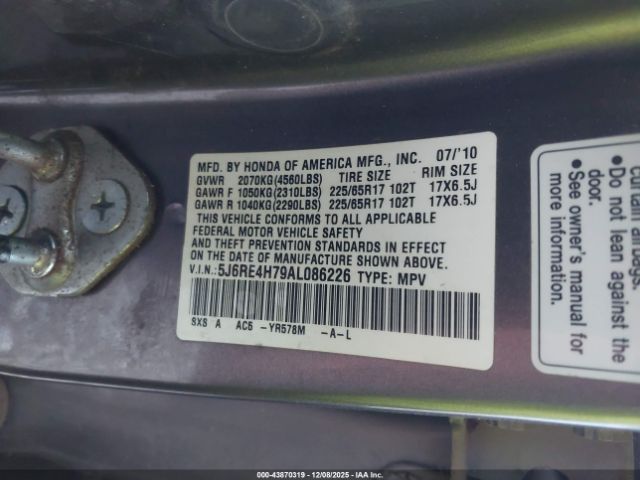 MFD. BY HONDA OF AMERICA MFG., INC. 07/'10
GVWR 2070KG(4560LBS) TIRE SIZE RIM SIZE
GAWR F 1050KG(2310LBS) 225/65R17 102T 17X6.5J
GAWR R 1040KG(2290LBS) 225/65R17 102T 17X6.5J
THIS VEHICLE CONFORMS TO ALL APPLICABLE
FEDERAL MOTOR VEHICLE SAFETY
AND THEFT PREVENTION STANDARDS IN EFFECT
ON THE DATE OF MANUFACTURE SHOWN ABOVE.
V.I.N.: 5J6RE4H79AL086226 TYPE: MPV
SXS A AC6 -YR578M -A-L
door.
• Do not lean against the
• See owner's manual for
more information.
© Stock# - 43870319 - 12/08/2025 - IAA Inc.